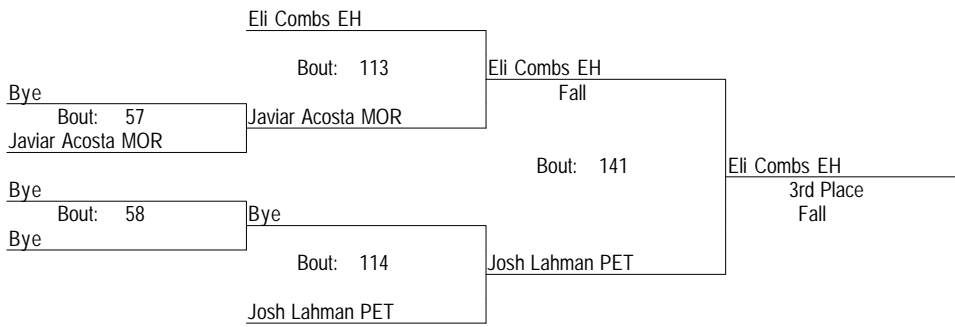 Eli Combs EH
Bout: 113
Eli Combs EH
Fall
Bye
Bout: 57
Javiar Acosta MOR
Javiar Acosta MOR
Bout: 141
Eli Combs EH
3rd Place
Fall
Bye
Bout: 58
Bye
Bye
Bout: 114
Josh Lahman PET
Josh Lahman PET